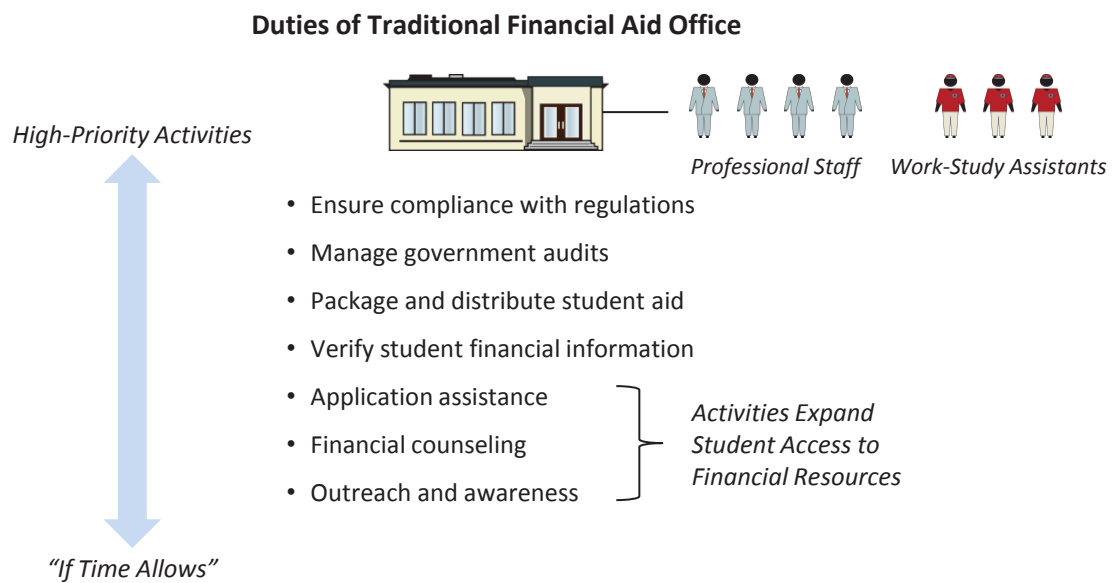 Duties of Traditional Financial Aid Office
High-Priority Activities
Professional Staff
Work-Study Assistants
• Ensure compliance with regulations
• Manage government audits
• Package and distribute student aid
• Verify student financial information
• Application assistance
• Financial counseling
• Outreach and awareness
Activities Expand
Student Access to
Financial Resources
“If Time Allows”